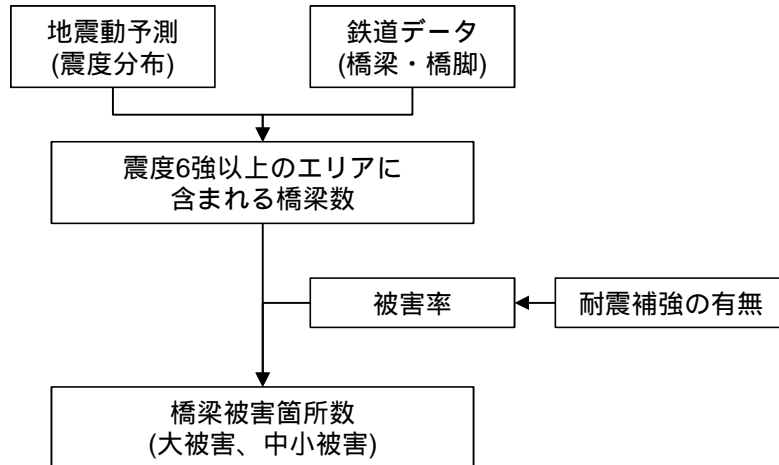 地震動予測
(震度分布)
鉄道データ
(橋梁・橋脚)
震度6強以上のエリアに
含まれる橋梁数
被害率
耐震補強の有無
橋梁被害箇所数
(大被害、中小被害)